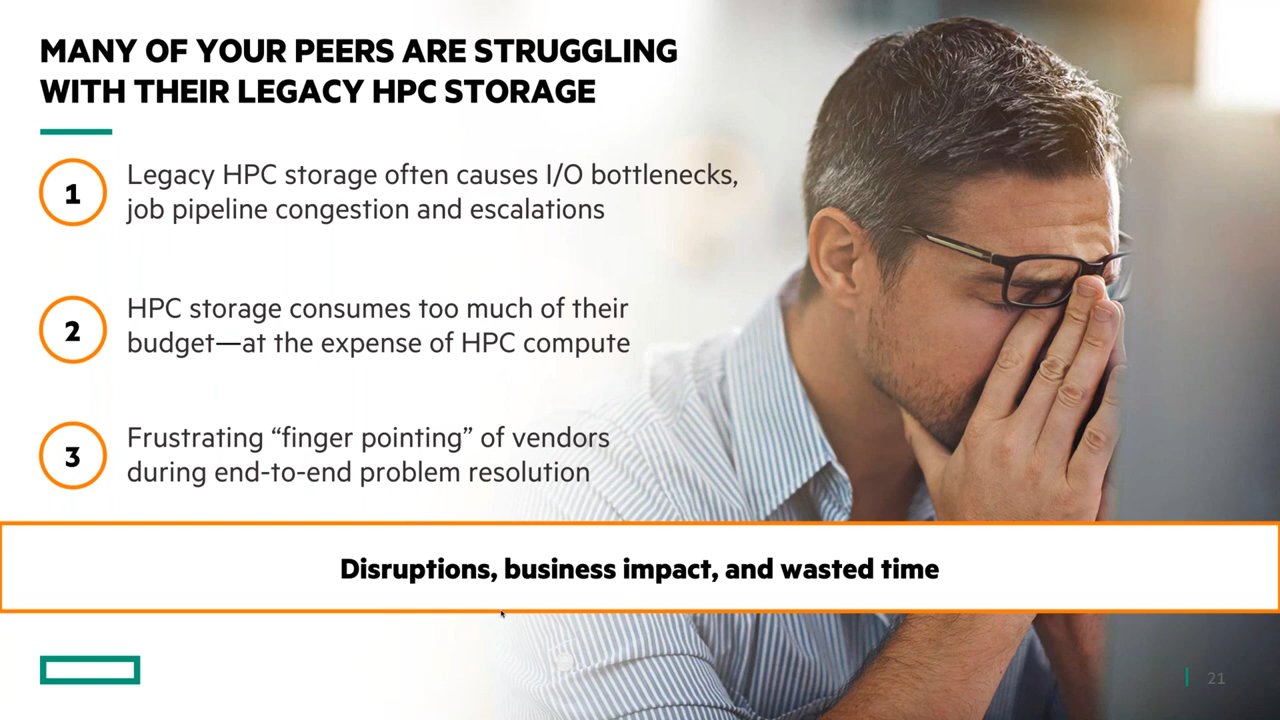 MANY OF YOUR PEERS ARE STRUGGLING
WITH THEIR LEGACY HPC STORAGE
1
Legacy HPC storage often causes I/O bottlenecks,
job pipeline congestion and escalations
2
HPC storage consumes too much of their
budget—at the expense of HPC compute
3
Frustrating “finger pointing” of vendors
during end-to-end problem resolution
Disruptions, business impact, and wasted time
21